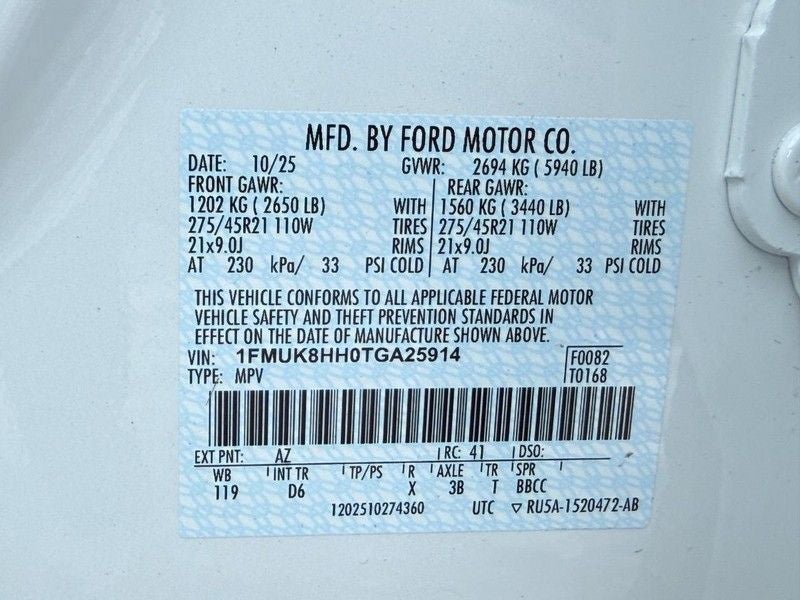 MFD. BY FORD MOTOR CO.
DATE: 10/25 GVWR: 2694 KG ( 5940 LB)
FRONT GAWR: REAR GAWR:
1202 KG ( 2650 LB) WITH 1560 KG ( 3440 LB) WITH
275/45R21 110W TIRES 275/45R21 110W TIRES
21x9.0J RIMS 21x9.0J RIMS
AT 230 kPa/ 33 PSI COLD AT 230 kPa/ 33 PSI COLD
THIS VEHICLE CONFORMS TO ALL APPLICABLE FEDERAL MOTOR
VEHICLE SAFETY AND THEFT PREVENTION STANDARDS IN
EFFECT ON THE DATE OF MANUFACTURE SHOWN ABOVE.
VIN: 1FMUK8HH0TGA25914 F0082
TYPE: MPV T0168
EXT PNT: AZ RC: 41 DSO:
WB INT TR TP/PS R AXLE TR SPR
119 D6 X 3B T BBCC
1202510274360 UTC ▽ RU5A-1520472-AB